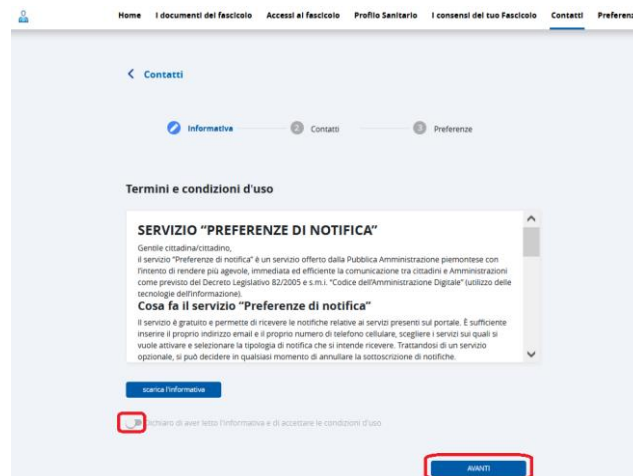 Home I documenti del fascicolo Accessi al fascicolo Profilo Sanitario I consensi del tuo Fascicolo Contatti Preferenz
Contatti
Informativa 2 Contatti 3 Preferenze
Termini e condizioni d'uso
SERVIZIO "PREFERENZE DI NOTIFICA"
Gentile cittadina/cittadino,
il servizio "Preferenze di notifica" è un servizio offerto dalla Pubblica Amministrazione piemontese con
l'intento di rendere più agevole, immediata ed efficiente la comunicazione tra cittadini e Amministrazioni
come previsto del Decreto Legislativo 82/2005 e s.m.i. "Codice dell'Amministrazione Digitale" (utilizzo delle
tecnologie dell'informazione).
Cosa fa il servizio "Preferenze di notifica"
Il servizio è gratuito e permette di ricevere le notifiche relative ai servizi presenti sul portale. È sufficiente
inserire il proprio indirizzo email e il proprio numero di telefono cellulare, scegliere i servizi sui quali si
vuole attivare e selezionare la tipologia di notifica che si intende ricevere. Trattandosi di un servizio
opzionale, si può decidere in qualsiasi momento di annullare la sottoscrizione di notifiche.
scarica l'informativa
Dichiaro di aver letto l'informativa e di accettare le condizioni d'uso
AVANTI